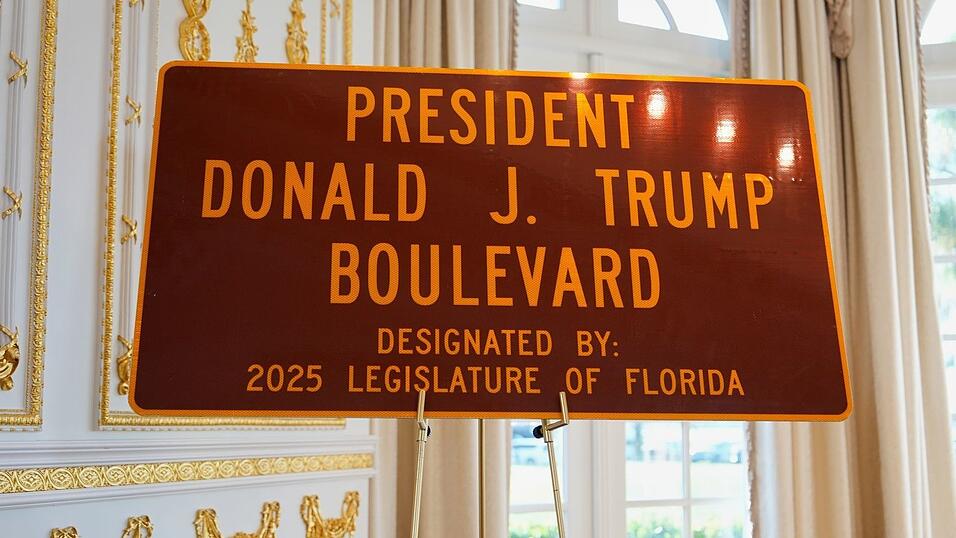 PRESIDENT
DONALD J. TRUMP
BOULEVARD
DESIGNATED BY:
2025 LEGISLATURE OF FLORIDA